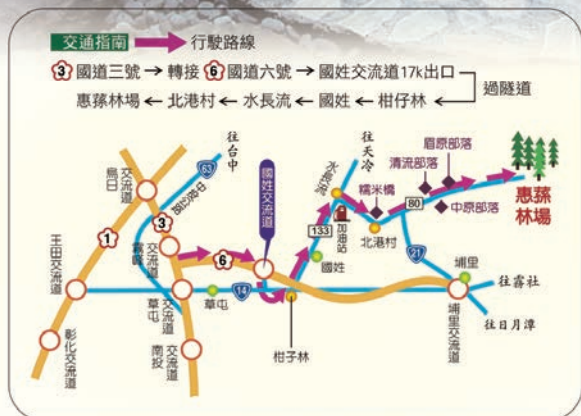 交通指南 行駛路線
3 國道三號 → 轉接 6 國道六號 → 國姓交流道17k出口
過隧道
惠蓀林場 ← 北港村 ← 水長流 ← 國姓 ← 柑仔林
往台中
63
中投公路
烏日交流道
3
霧峰交流道
1
王田交流道
彰化交流道
草屯交流道
南投交流道
草屯
14
6
國姓交流道
柑子林
133
國姓
加油站
水長流
往天冷
糯米橋
北港村
清流部落
眉原部落
80
中原部落
21
惠蓀
林場
埔里
埔里交流道
往霧社
往日月潭